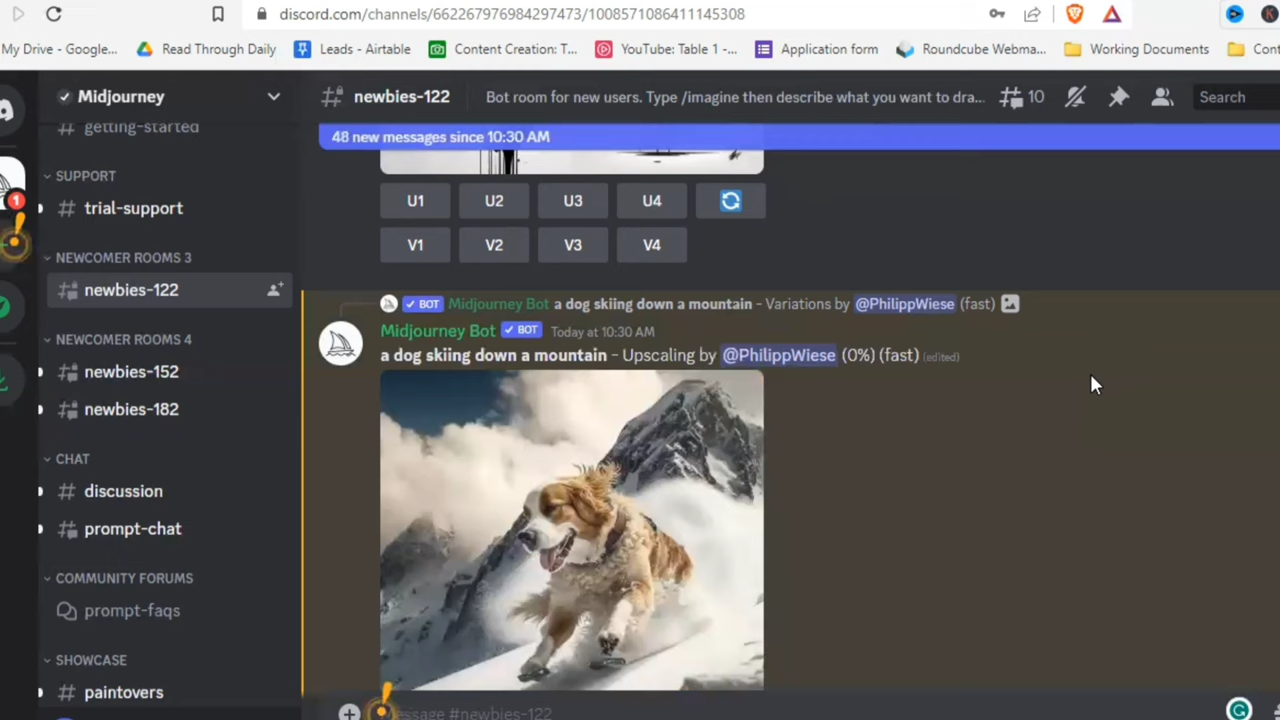 discord.com/channels/662267976984297473/1008571086411145308
My Drive - Google...
Read Through Daily
Leads - Airtable
Content Creation: T...
YouTube: Table 1 -...
Application form
Roundcube Webma...
Working Documents
Cont
Midjourney
newbies-122
Bot room for new users. Type /imagine then describe what you want to dra...
10
Search
getting-started
SUPPORT
trial-support
NEWCOMER ROOMS 3
newbies-122
NEWCOMER ROOMS 4
newbies-152
newbies-182
CHAT
discussion
prompt-chat
COMMUNITY FORUMS
prompt-faqs
SHOWCASE
paintovers
1
48 new messages since 10:30 AM
U1 U2 U3 U4
V1 V2 V3 V4
BOT Midjourney Bot a dog skiing down a mountain - Variations by @PhilippWiese (fast)
Midjourney Bot BOT Today at 10:30 AM
a dog skiing down a mountain - Upscaling by @PhilippWiese (0%) (fast) (edited)
Message #newbies-122